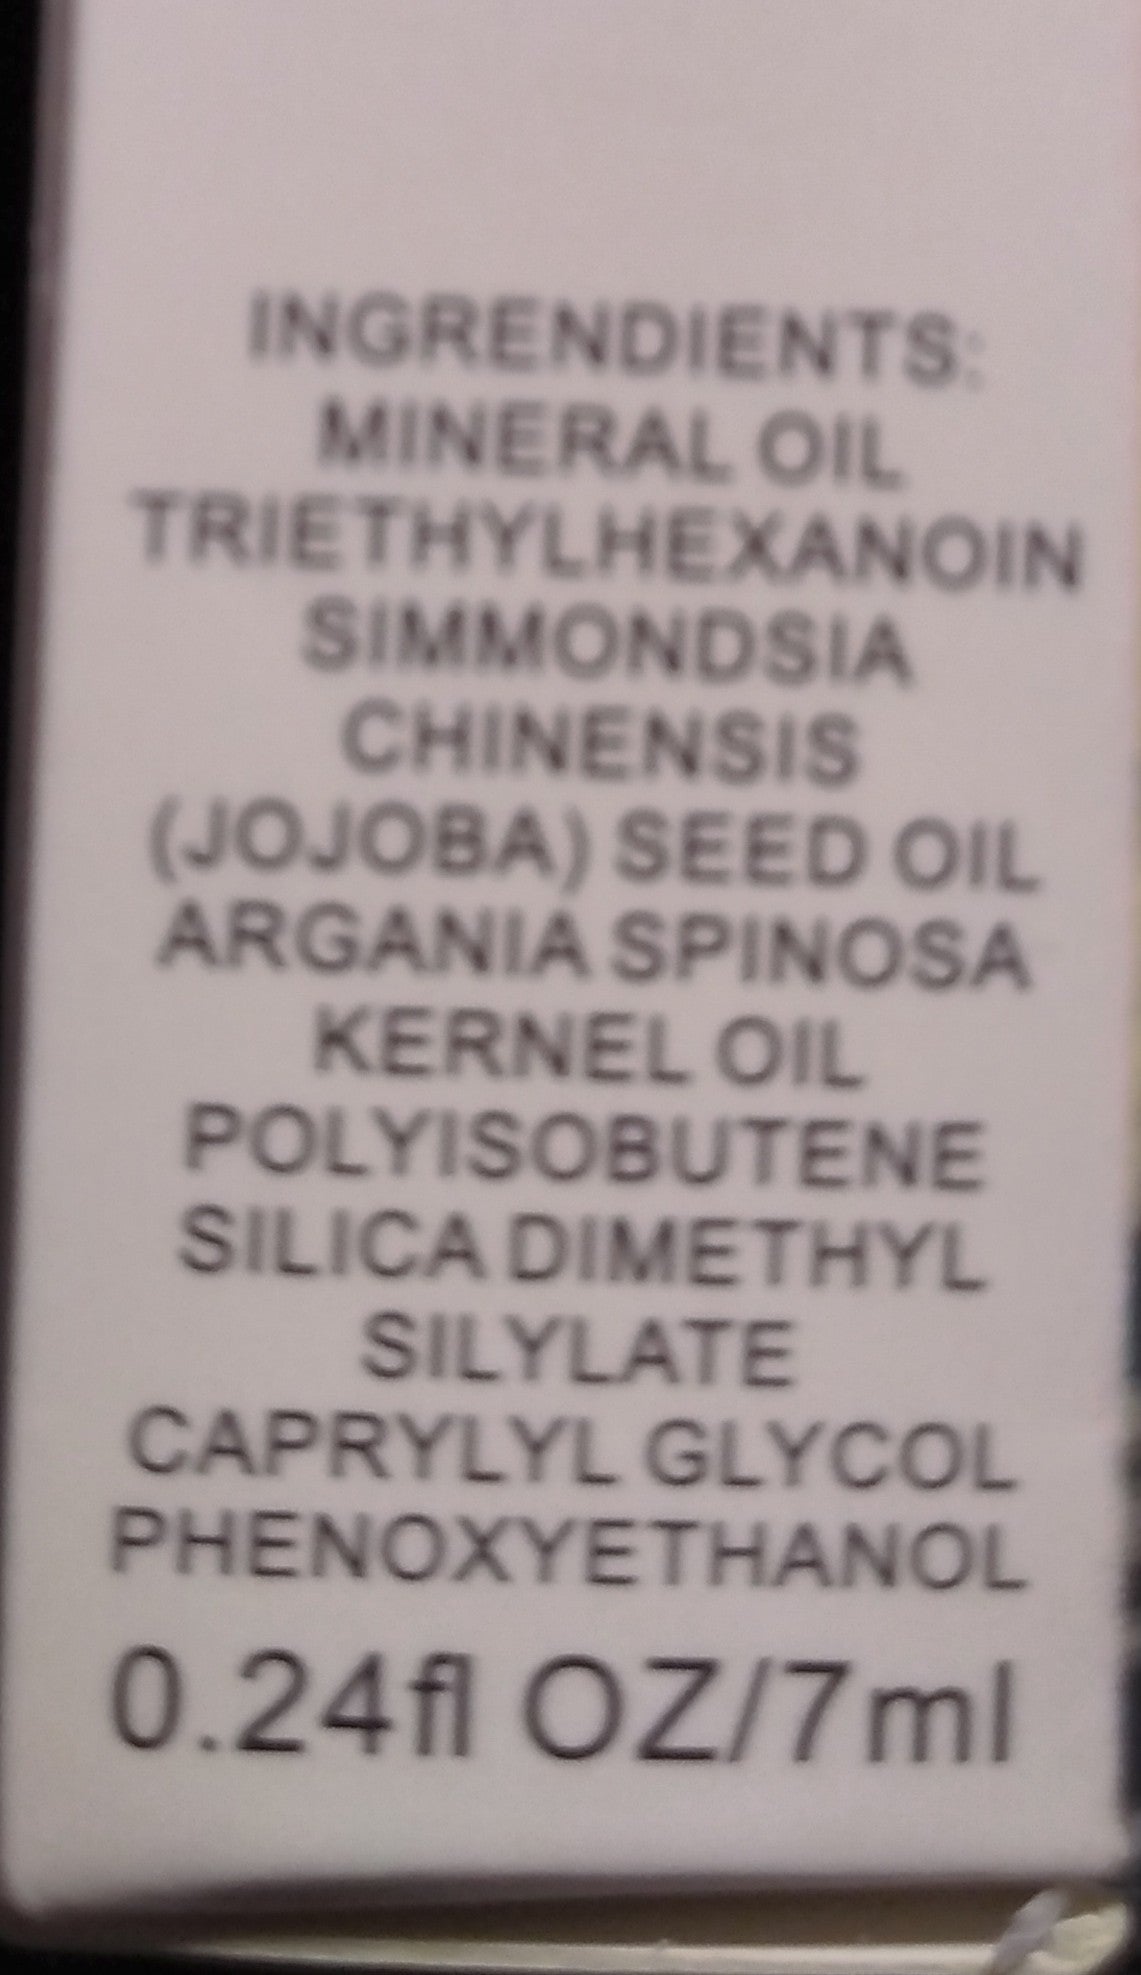 INGRENDIENTS:
MINERAL OIL
TRIETHYLHEXANOIN
SIMMONDSIA
CHINENSIS
(JOJOBA) SEED OIL
ARGANIA SPINOSA
KERNEL OIL
POLYISOBUTENE
SILICA DIMETHYL
SILYLATE
CAPRYLYL GLYCOL
PHENOXYETHANOL
0.24fl OZ/7ml